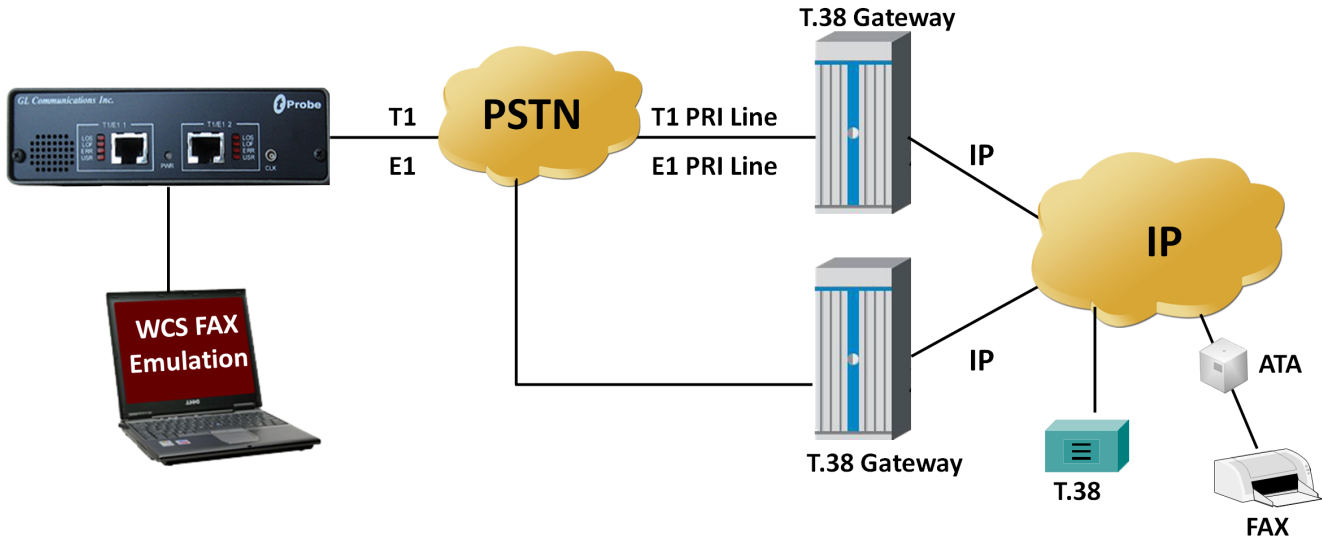 T.38 Gateway
GL Communications Inc.
tProbe
T1/E1 1
T1/E1 2
LOS
LOF
ERR
USR
PWR
LOS
LOF
ERR
USR
CLK
T1
E1
PSTN
T1 PRI Line
E1 PRI Line
IP
IP
WCS FAX
Emulation
DELL
IP
T.38 Gateway
ATA
T.38
FAX